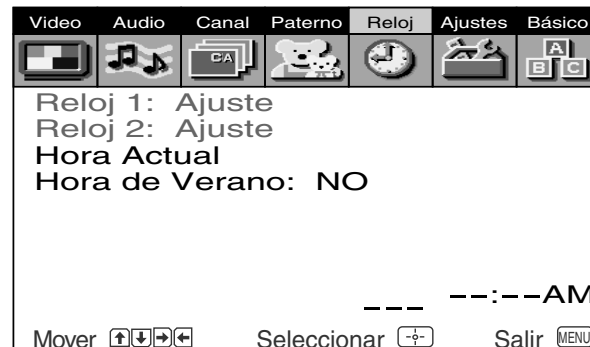 Video Audio Canal Paterno Reloj Ajustes Básico
CA A B C
Reloj 1: Ajuste
Reloj 2: Ajuste
Hora Actual
Hora de Verano: NO
___ --:--AM
Mover Seleccionar Salir MENU